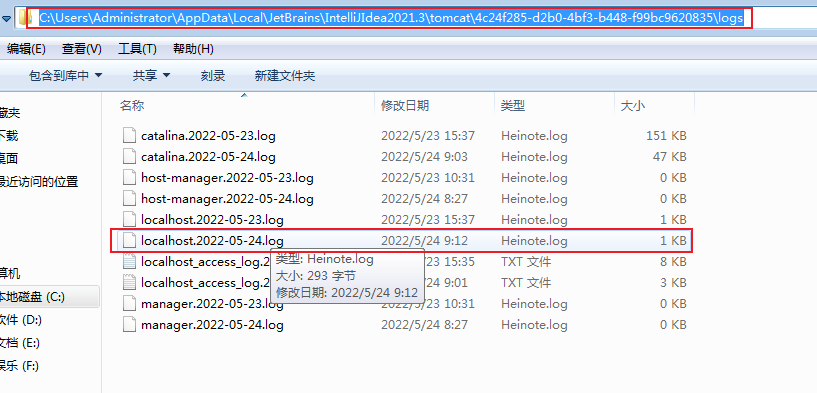 C:\Users\Administrator\AppData\Local\JetBrains\IntelliJIdea2021.3\tomcat\4c24f285-d2b0-4bf3-b448-f99bc9620835\logs
编辑(E) 查看(V) 工具(T) 帮助(H)
包含到库中 共享 刻录 新建文件夹
名称 修改日期 类型 大小
catalina.2022-05-23.log 2022/5/23 15:37 Heinote.log 151 KB
catalina.2022-05-24.log 2022/5/24 9:03 Heinote.log 47 KB
host-manager.2022-05-23.log 2022/5/23 10:31 Heinote.log 0 KB
host-manager.2022-05-24.log 2022/5/24 8:27 Heinote.log 0 KB
localhost.2022-05-23.log 2022/5/23 15:37 Heinote.log 1 KB
localhost.2022-05-24.log 2022/5/24 9:12 Heinote.log 1 KB
localhost_access_log.2 23 15:35 TXT 文件 8 KB
localhost_access_log.2 24 9:01 TXT 文件 3 KB
manager.2022-05-23.log 23 10:31 Heinote.log 0 KB
manager.2022-05-24.log 2022/5/24 8:27 Heinote.log 0 KB
类型: Heinote.log
大小: 293 字节
修改日期: 2022/5/24 9:12
藏夹
下载
桌面
最近访问的位置
算机
本地磁盘 (C:)
软件 (D:)
文档 (E:)
娱乐 (F:)